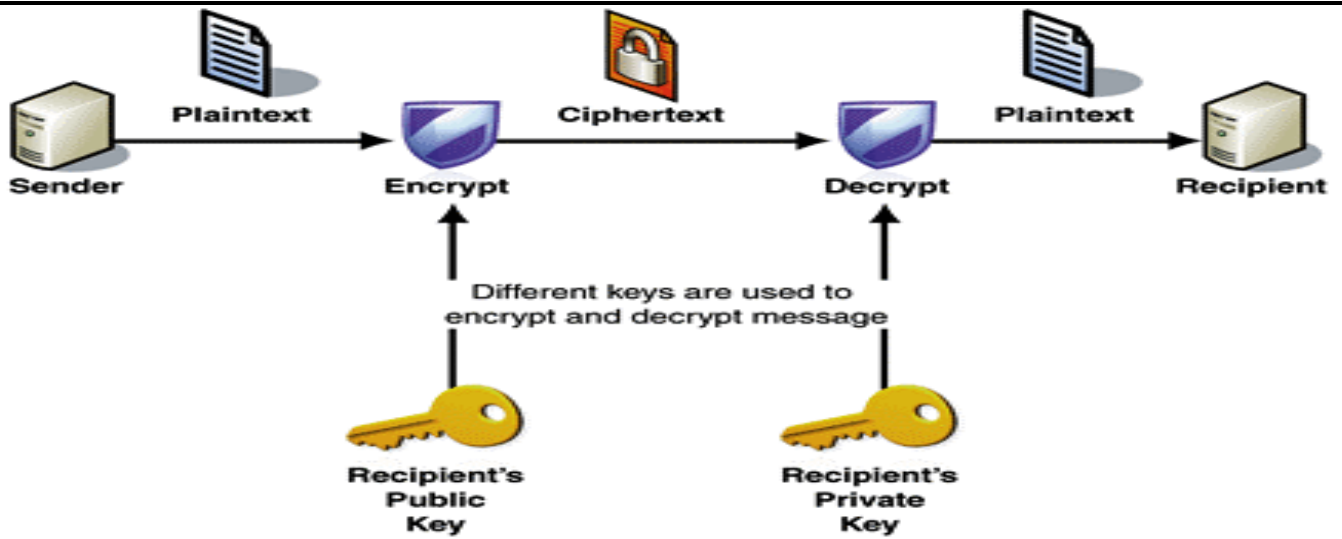 Plaintext
Ciphertext
Plaintext
Sender
Encrypt
Decrypt
Recipient
Different keys are used to
encrypt and decrypt message
Recipient's
Public
Key
Recipient's
Private
Key